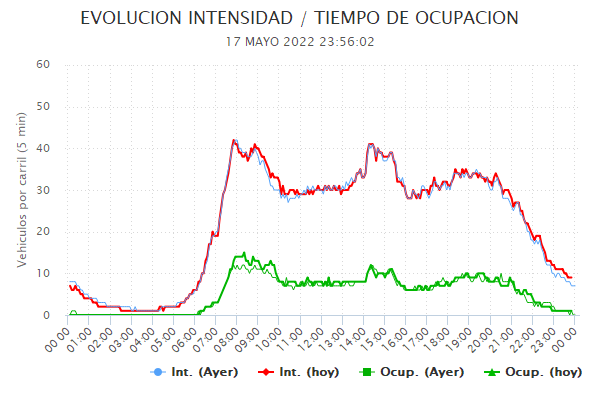 EVOLUCION INTENSIDAD / TIEMPO DE OCUPACION
17 MAYO 2022 23:56:02
Vehiculos por carril (5 min)
60
50
40
30
20
10
0
00:00 01:00 02:00 03:00 04:00 05:00 06:00 07:00 08:00 09:00 10:00 11:00 12:00 13:00 14:00 15:00 16:00 17:00 18:00 19:00 20:00 21:00 22:00 23:00 00:00
Int. (Ayer) Int. (hoy) Ocup. (Ayer) Ocup. (hoy)